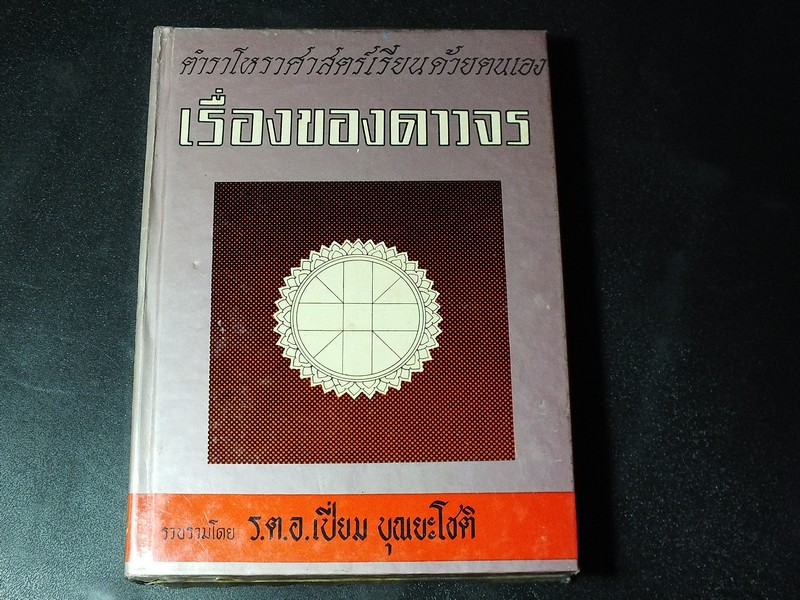 ตำราโหราศาสตร์เรียนด้วยตนเอง
เรื่องของดาวจร
รวบรวมโดย ร.ต.อ.เปี่ยม บุณยะโชติ